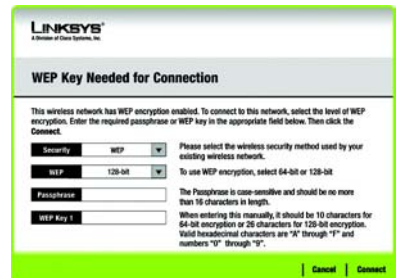 LINKSYS®
A Division of Cisco Systems, Inc.
WEP Key Needed for Connection
This wireless network has WEP encryption enabled. To connect to this network, select the level of WEP
encryption. Enter the required passphrase or WEP key in the appropriate field below. Then click the
Connect.
Security WEP Please select the wireless security method used by your
existing wireless network.
WEP 128-bit To use WEP encryption, select 64-bit or 128-bit
Passphrase The Passphrase is case-sensitive and should be no more
than 16 characters in length.
WEP Key 1 When entering this manually, it should be 10 characters for
64-bit encryption or 26 characters for 128-bit encryption.
Valid hexadecimal characters are "A" through "F" and
numbers "0" through "9".
Cancel Connect